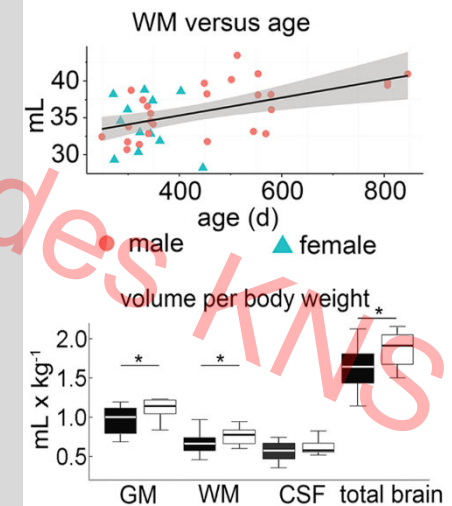 WM versus age
mL
40
35
30
400 600 800
age (d)
male female
des KNS
volume per body weight
mL x kg⁻¹
2.0
1.5
1.0
0.5
* * *
GM WM CSF total brain